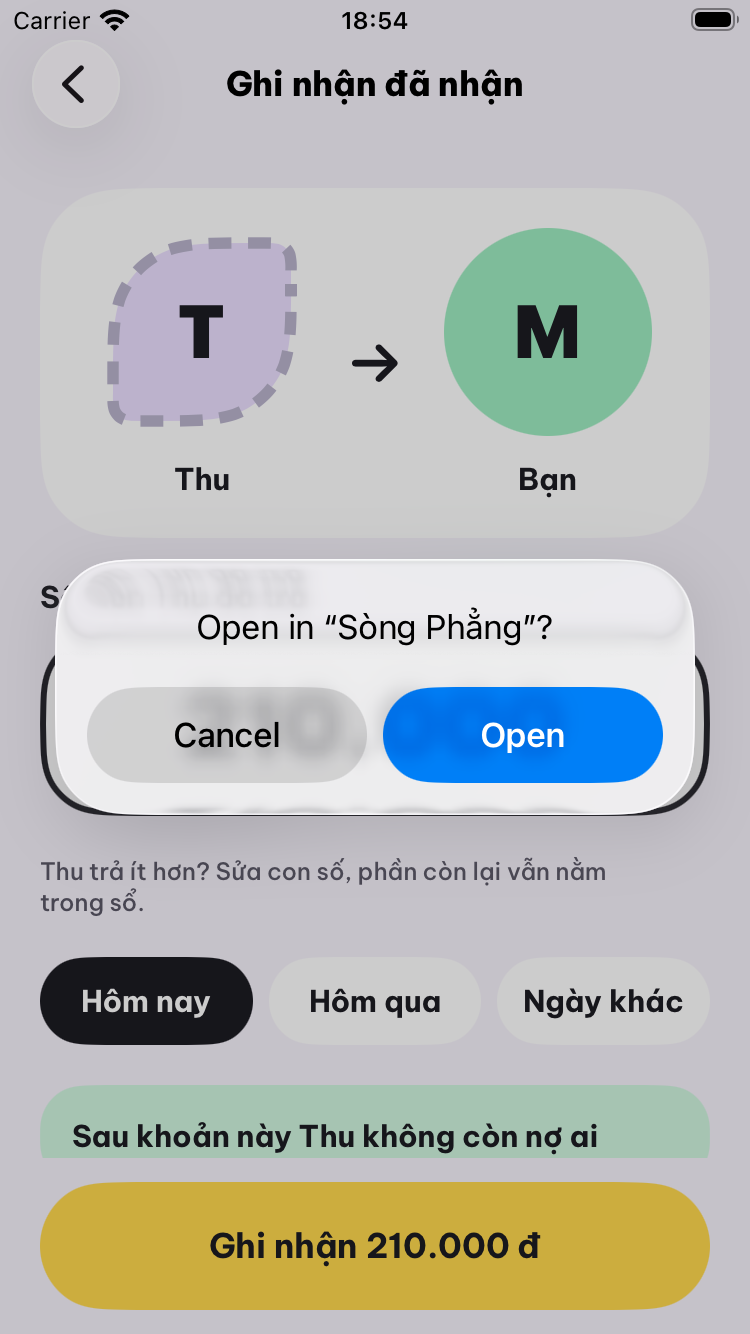 Carrier
18:54
Ghi nhận đã nhận
T
M
Thu
Bạn
Open in “Sòng Phẳng”?
Cancel
Open
Thu trả ít hơn? Sửa con số, phần còn lại vẫn nằm
trong sổ.
Hôm nay
Hôm qua
Ngày khác
Sau khoản này Thu không còn nợ ai
Ghi nhận 210.000 đ